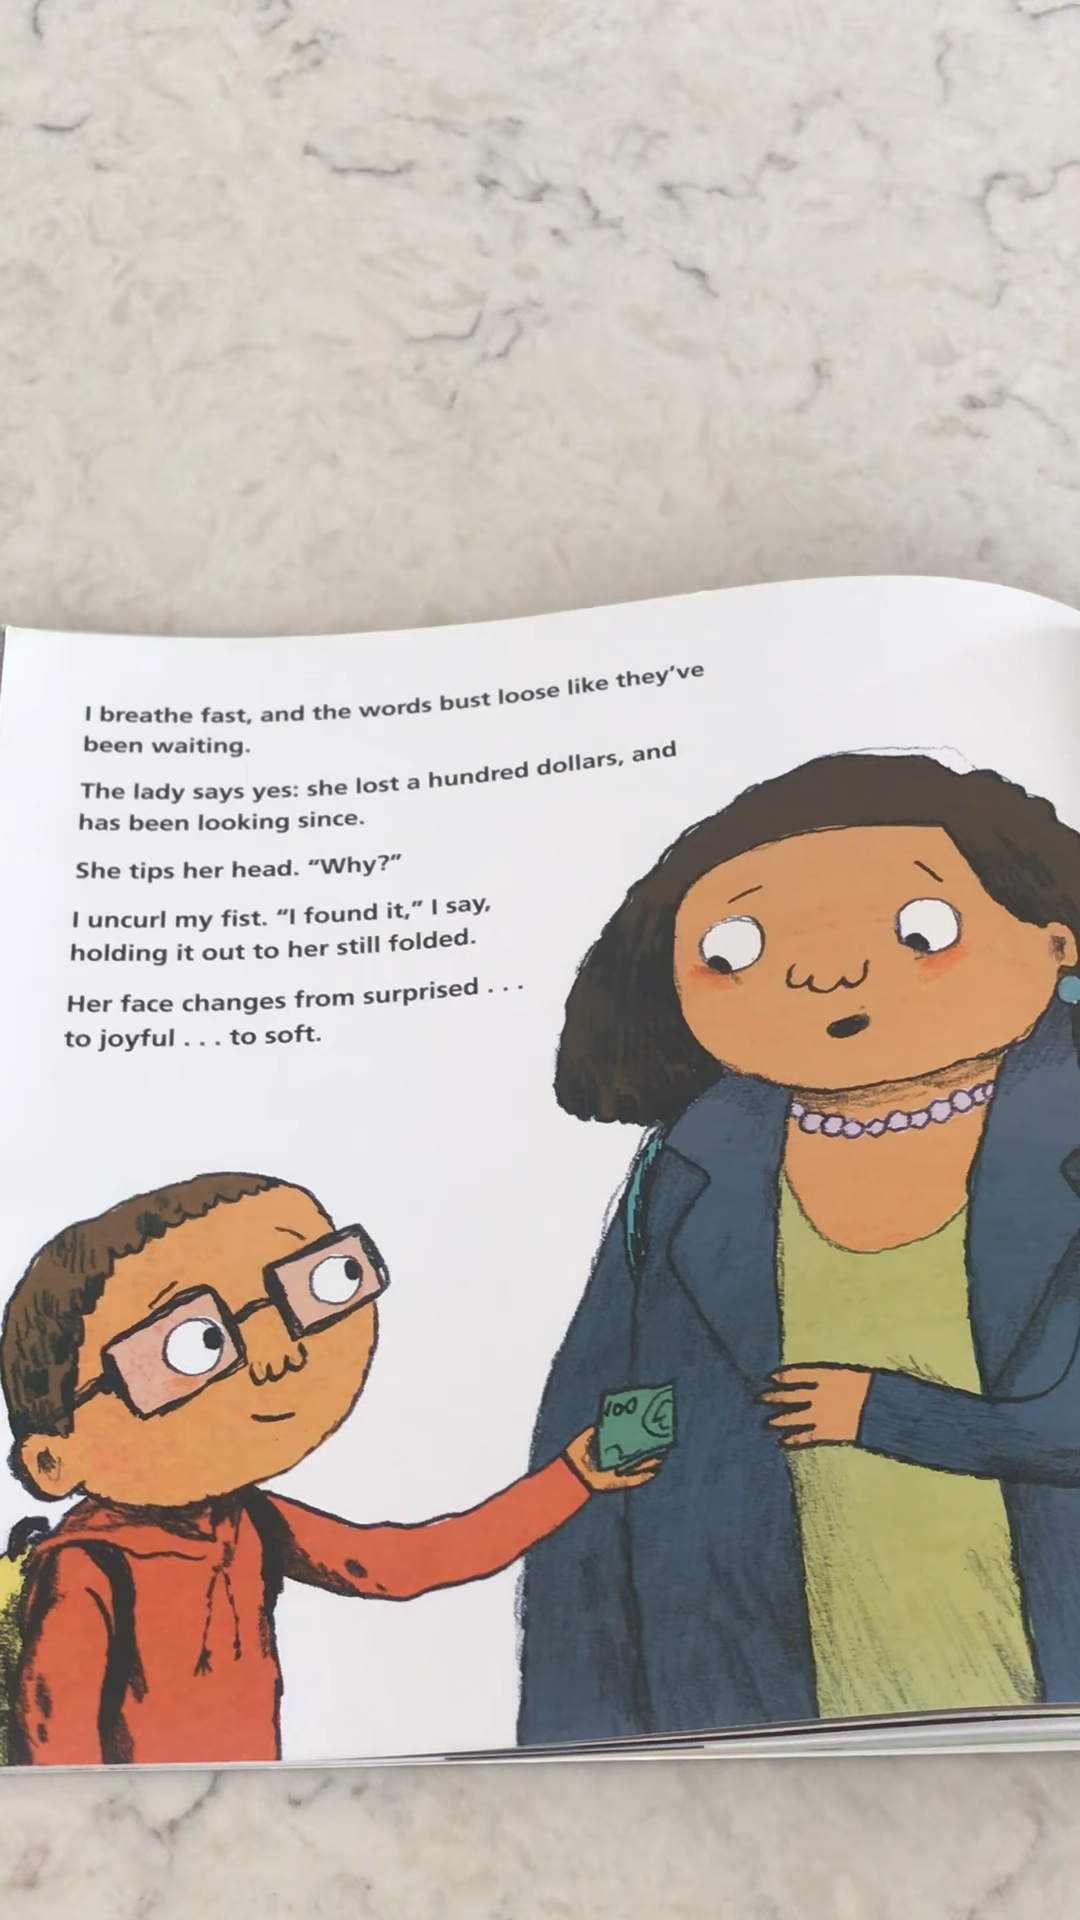 I breathe fast, and the words bust loose like they've
been waiting.
The lady says yes: she lost a hundred dollars, and
has been looking since.
She tips her head. “Why?”
I uncurl my fist. “I found it,” I say,
holding it out to her still folded.
Her face changes from surprised . . .
to joyful . . . to soft.
100